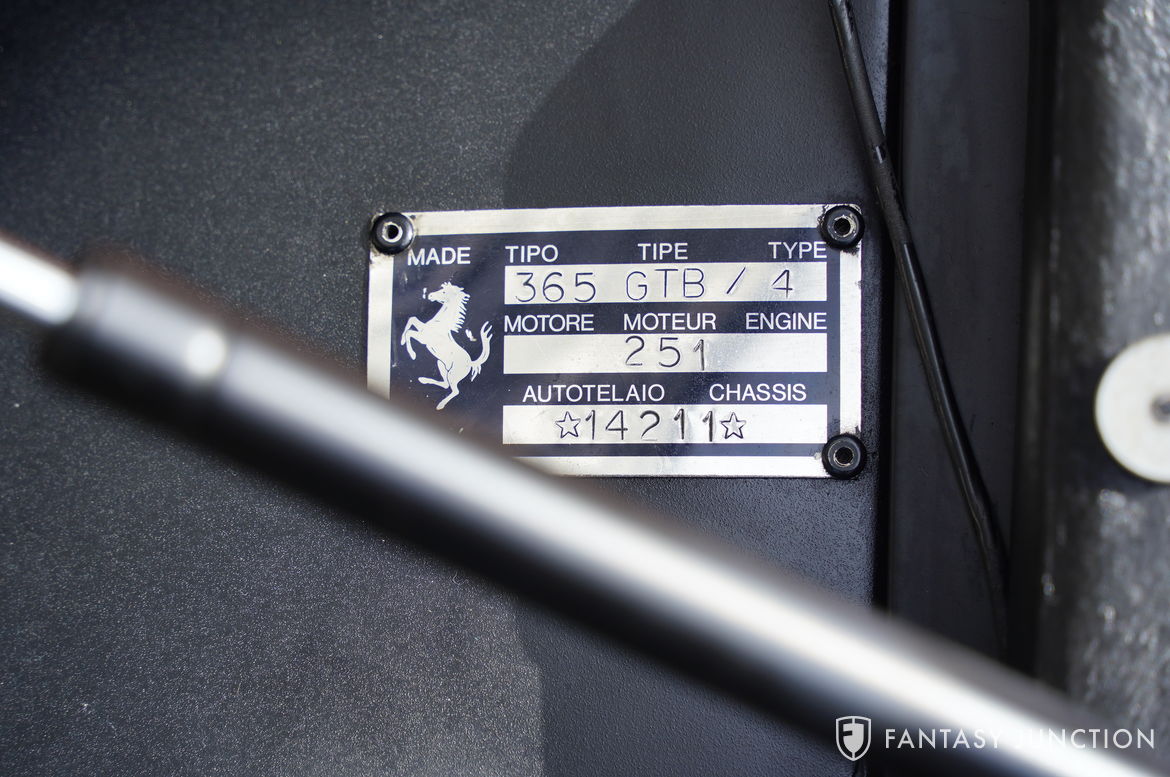 MADE TIPO TIPE TYPE
365 GTB / 4
MOTORE MOTEUR ENGINE
251
AUTOTELAIO CHASSIS
☆14211☆
FANTASY JUNCTION